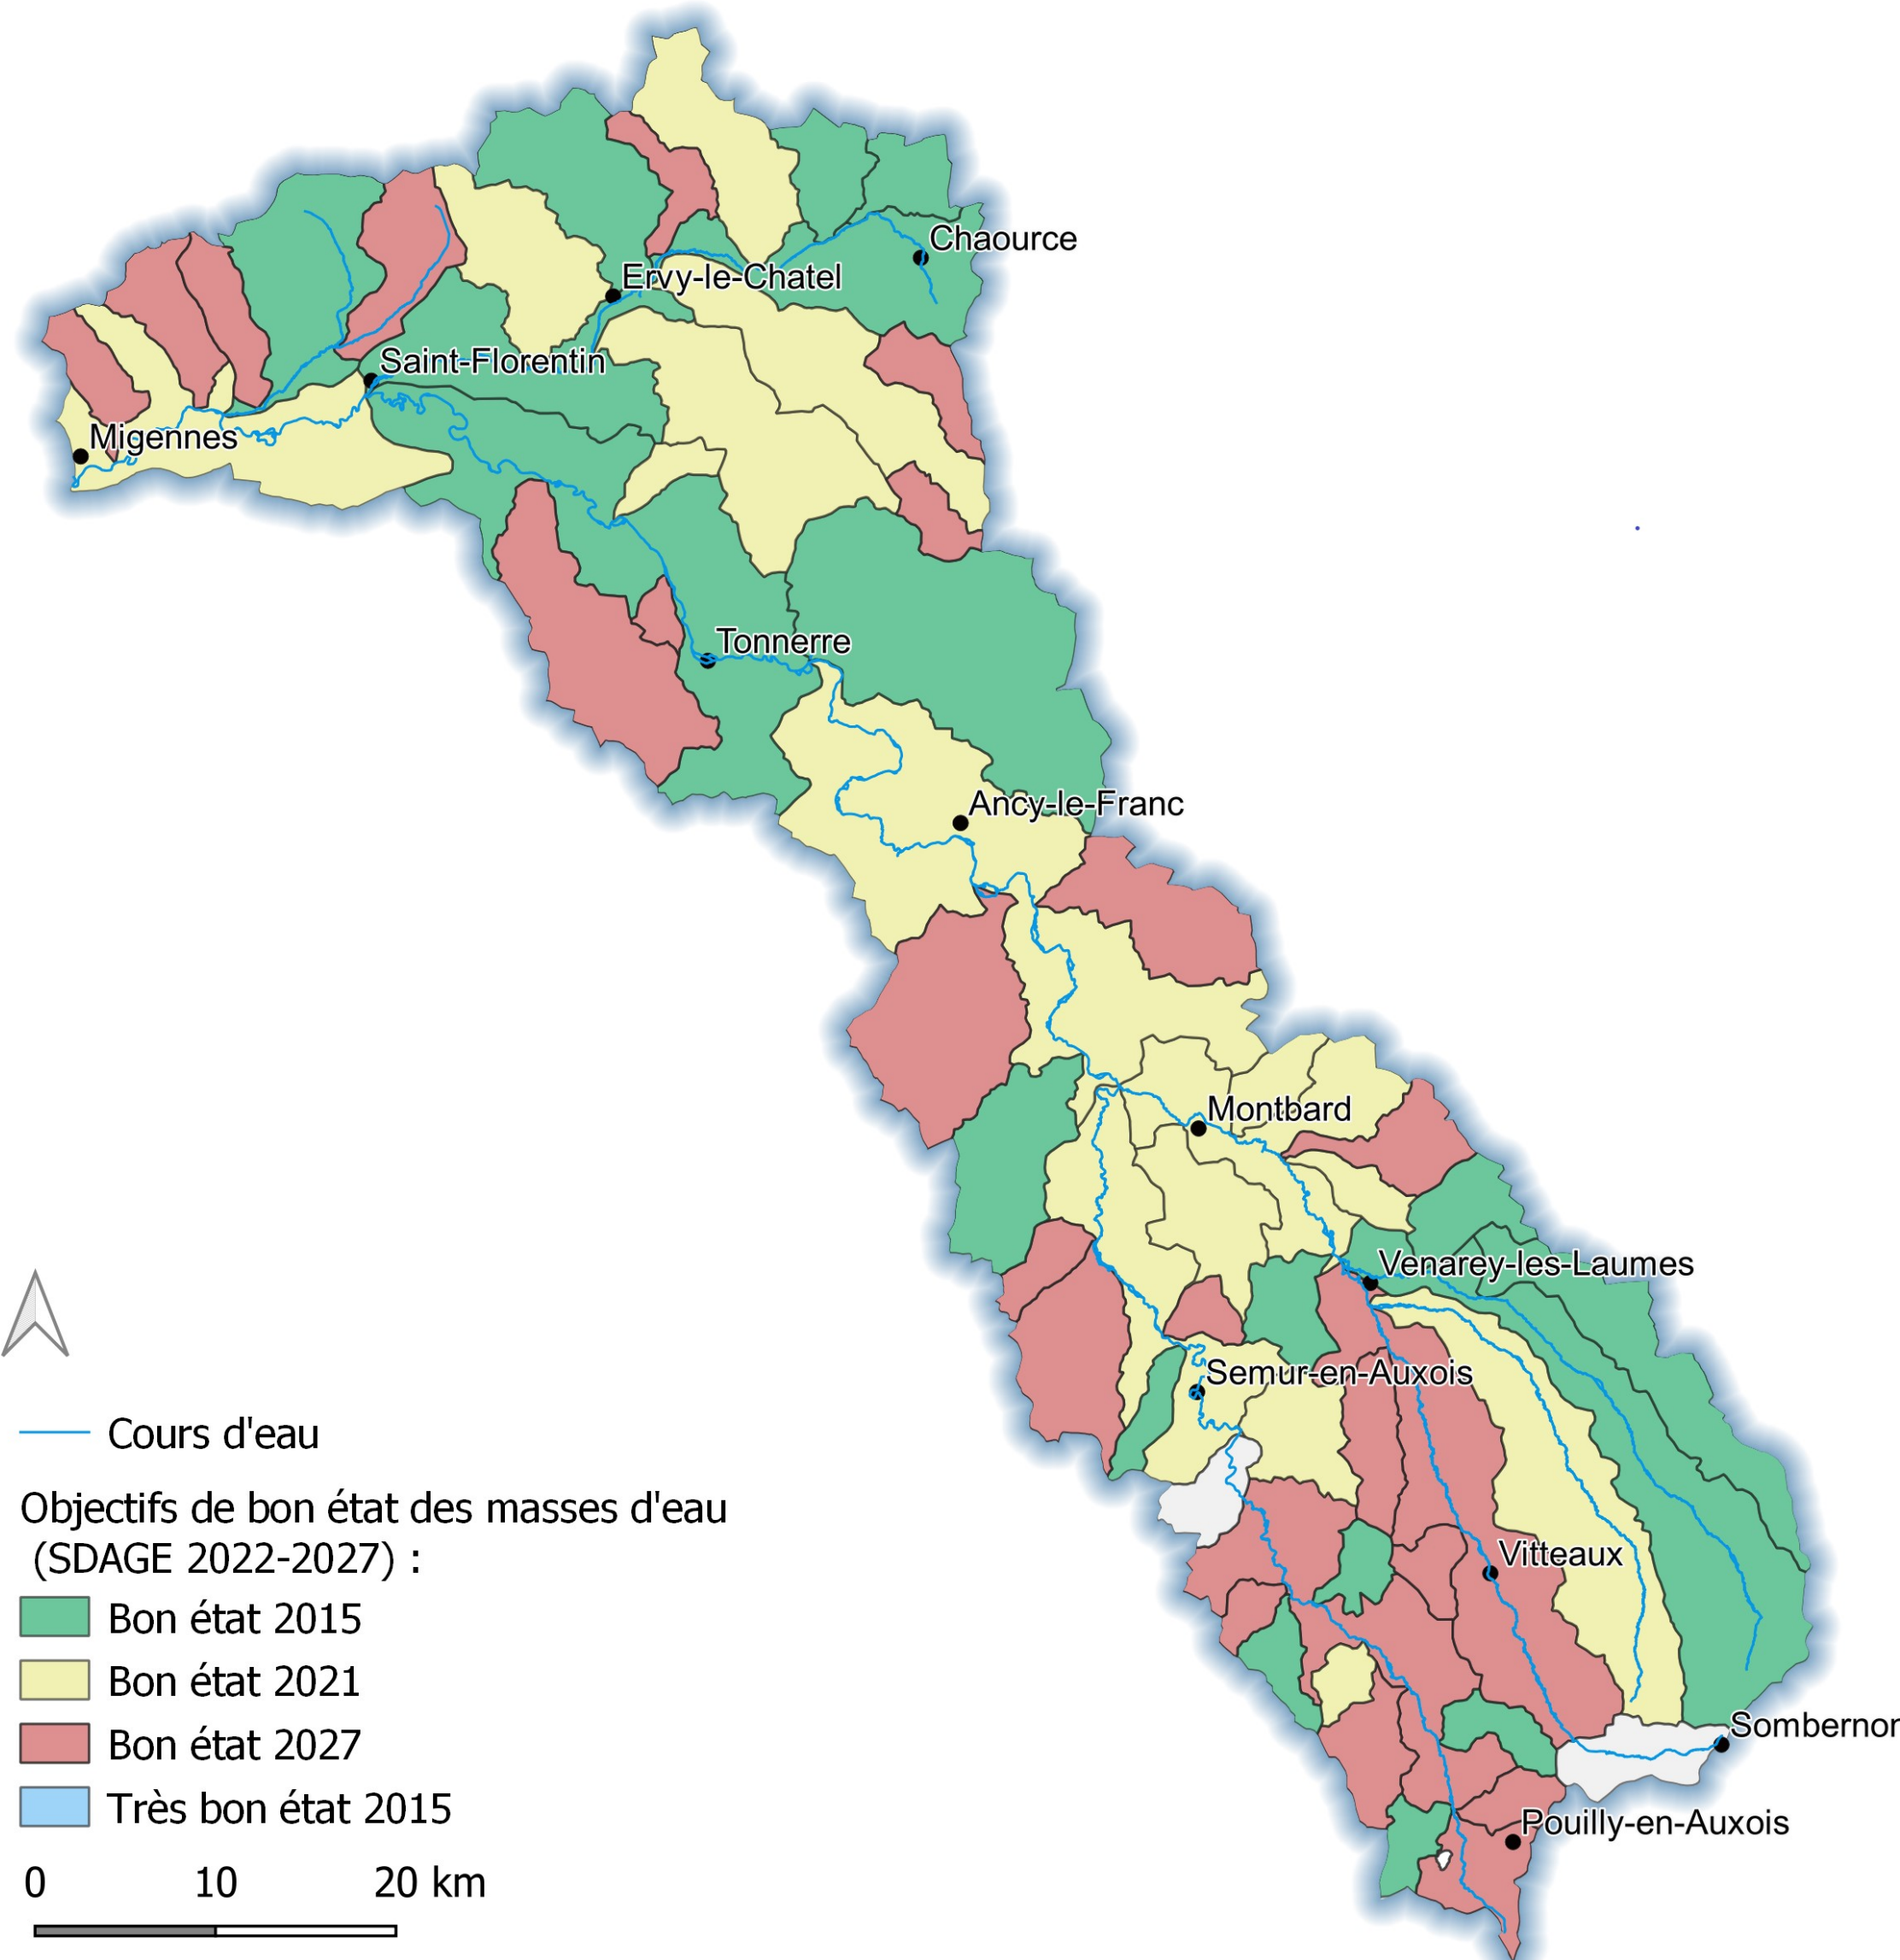 Chaource
Ervy-le-Chatel
Saint-Florentin
Migennes
Tonnerre
Ancy-le-Franc
Montbard
Venarey-les-Laumes
Semur-en-Auxois
Cours d'eau
Objectifs de bon état des masses d'eau
(SDAGE 2022-2027) :
Vitteaux
Bon état 2015
Bon état 2021
Sombernor
Bon état 2027
Très bon état 2015
Pouilly-en-Auxois
0 10 20 km